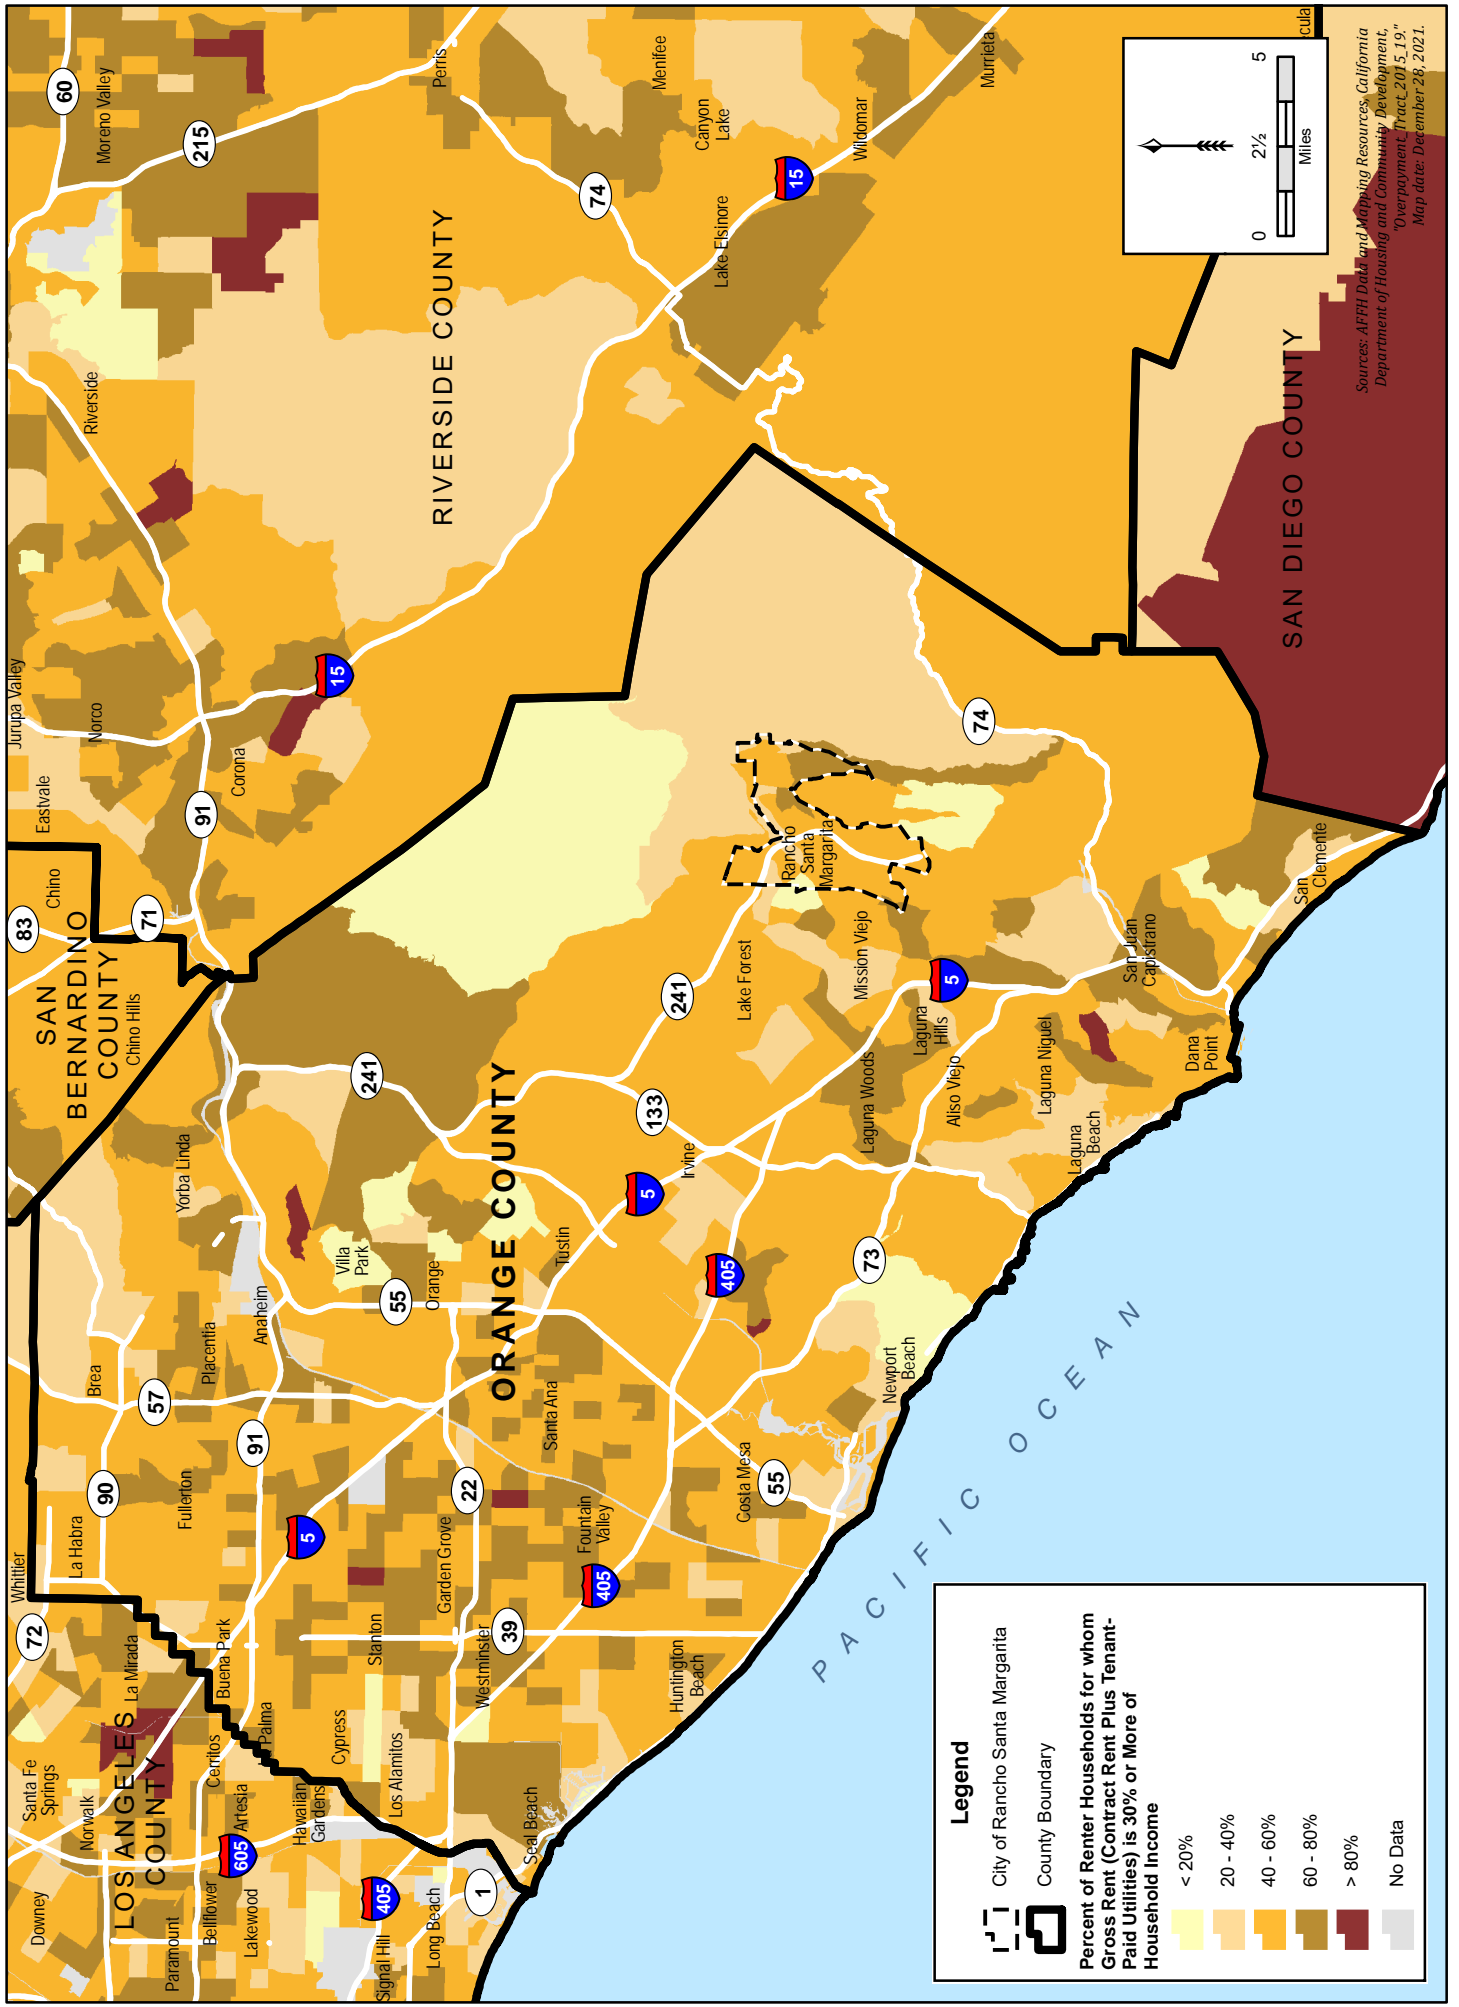 Legend
City of Rancho Santa Margarita
County Boundary
Percent of Renter Households for whom
Gross Rent (Contract Rent Plus Tenant-
Paid Utilities) is 30% or More of
Household Income
< 20%
20 - 40%
40 - 60%
60 - 80%
> 80%
No Data
0
2½
5
Miles
Sources: AFFH Data and Mapping Resources, California
Department of Housing and Community Development,
"Overpayment_Tract_2015_19."
Map date: December 28, 2021.
LOS ANGELES
COUNTY
SAN
BERNARDINO
COUNTY
RIVERSIDE COUNTY
ORANGE COUNTY
SAN DIEGO COUNTY
PACIFIC OCEAN
Downey
Santa Fe
Springs
Norwalk
Paramount
Bellflower
Lakewood
Artesia
Cerritos
Hawaiian
Gardens
Signal Hill
Long Beach
Whittier
La Habra
La Mirada
Buena Park
Palma
Cypress
Los Alamitos
Stanton
Seal Beach
Westminster
Garden Grove
Huntington
Beach
Fountain
Valley
Fullerton
Brea
Placentia
Anaheim
Yorba Linda
Villa
Park
Orange
Santa Ana
Tustin
Costa Mesa
Newport
Beach
Irvine
Lake Forest
Laguna Woods
Laguna
Hills
Aliso Viejo
Laguna Niguel
Laguna
Beach
Mission Viejo
Rancho
Santa
Margarita
San Juan
Capistrano
Dana
Point
San
Clemente
Chino Hills
Chino
Eastvale
Jurupa Valley
Norco
Corona
Riverside
Moreno Valley
Perris
Menifee
Canyon
Lake
Lake Elsinore
Wildomar
Murrieta
cula
72
90
57
91
5
605
405
1
22
39
405
55
55
405
73
5
133
241
241
5
74
83
71
91
15
60
215
74
15